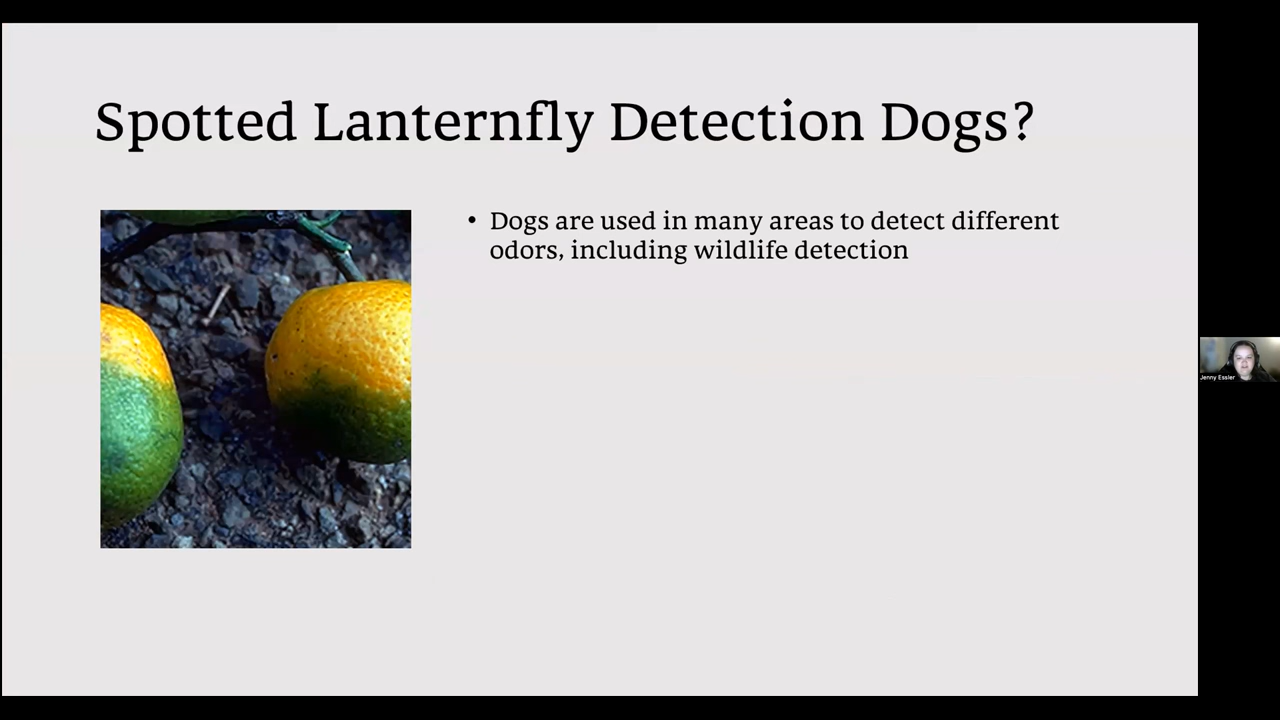 Spotted Lanternfly Detection Dogs?
• Dogs are used in many areas to detect different
odors, including wildlife detection
Jenny Essler